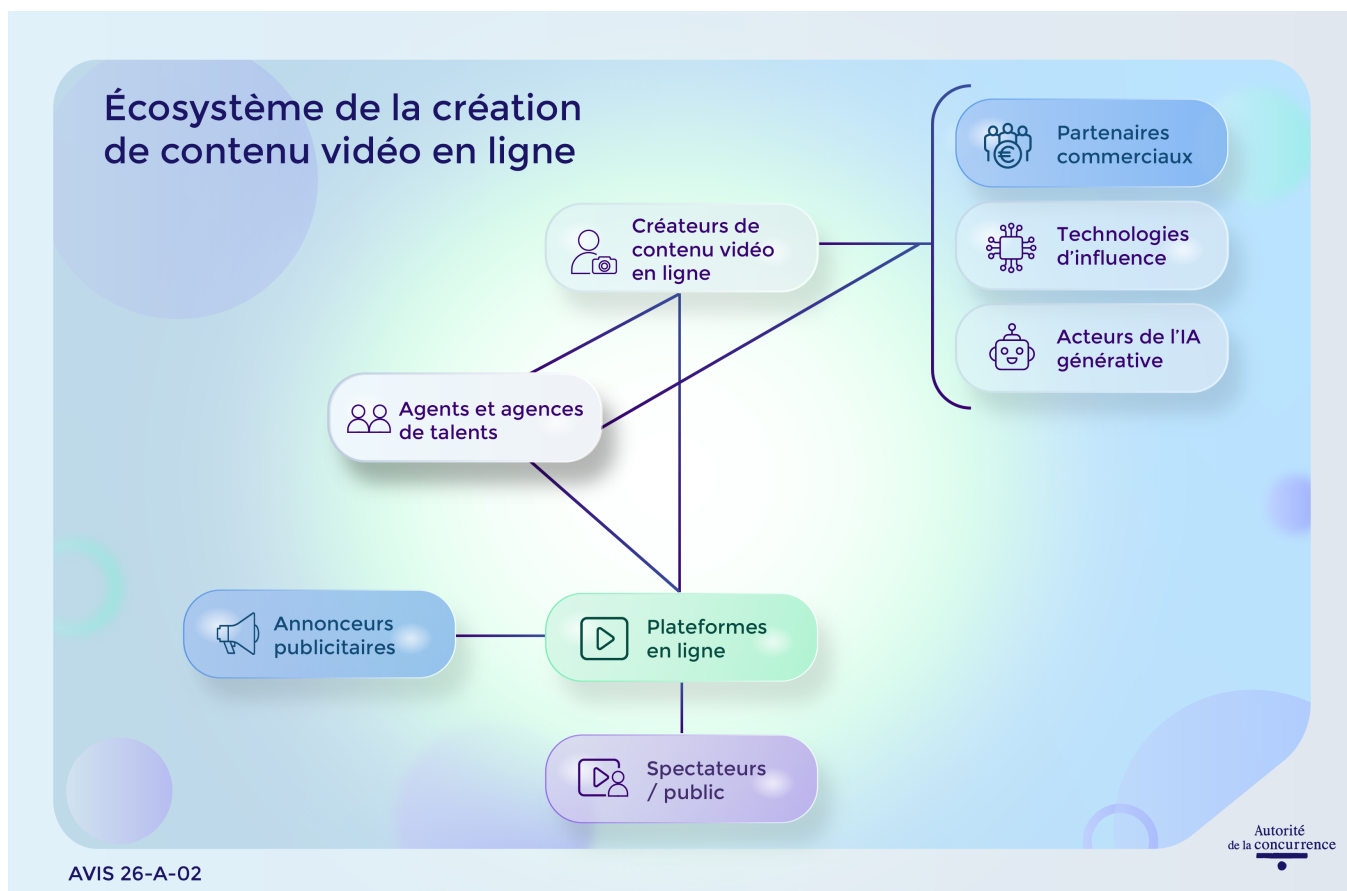 Écosystème de la création
de contenu vidéo en ligne
Partenaires
commerciaux
Technologies
d’influence
Acteurs de l’IA
générative
Créateurs de
contenu vidéo
en ligne
Agents et agences
de talents
Annonceurs
publicitaires
Plateformes
en ligne
Spectateurs
/ public
AVIS 26-A-02
Autorité
de la concurrence